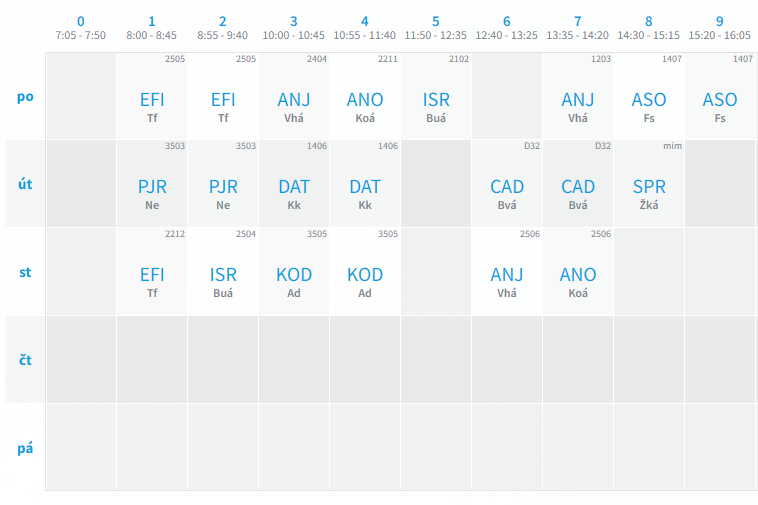 0 1 2 3 4 5 6 7 8 9
7:05 - 7:50 8:00 - 8:45 8:55 - 9:40 10:00 - 10:45 10:55 - 11:40 11:50 - 12:35 12:40 - 13:25 13:35 - 14:20 14:30 - 15:15 15:20 - 16:05
2505 2505 2404 2211 2102 1203 1407 1407
po EFI EFI ANJ ANO ISR ANJ ASO ASO
Tf Tf Vhá Koá Buá Vhá Fs Fs
3503 3503 1406 1406 D32 D32 mim
út PJR PJR DAT DAT CAD CAD SPR
Ne Ne Kk Kk Bvá Bvá Žká
2212 2504 3505 3505 2506 2506
st EFI ISR KOD KOD ANJ ANO
Tf Buá Ad Ad Vhá Koá
čt
pá